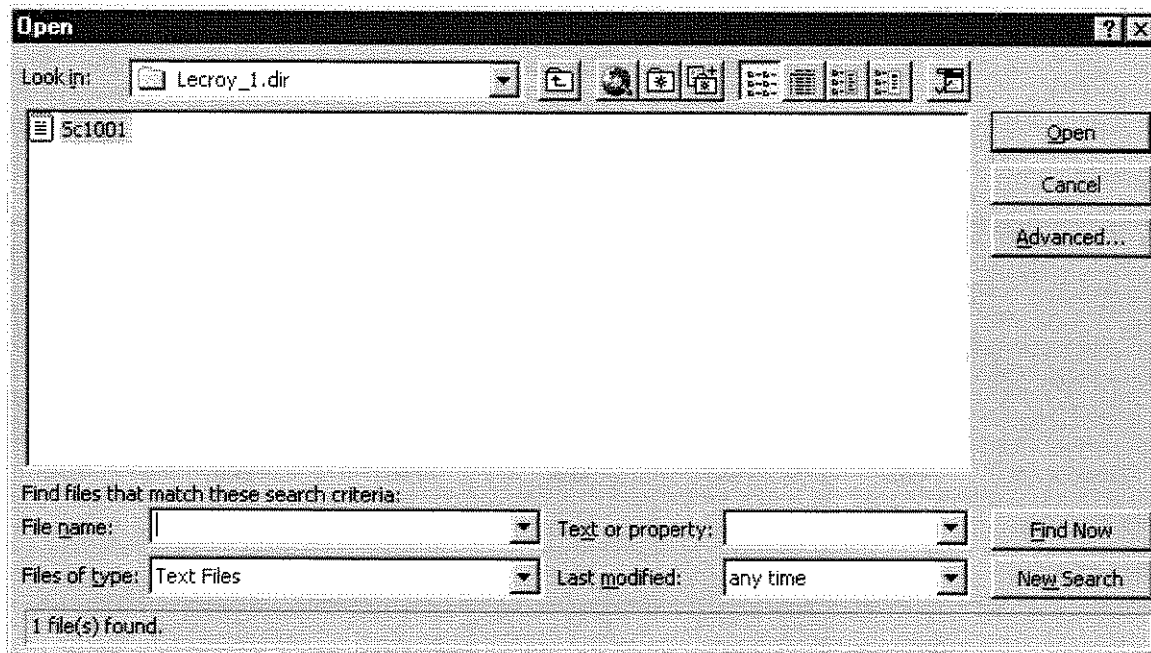 Open
Look in: Lecroy_1.dir
Sc1001
Open
Cancel
Advanced...
Find files that match these search criteria:
File name: Text or property: Find Now
Files of type: Text Files Last modified: any time New Search
1 file(s) found.